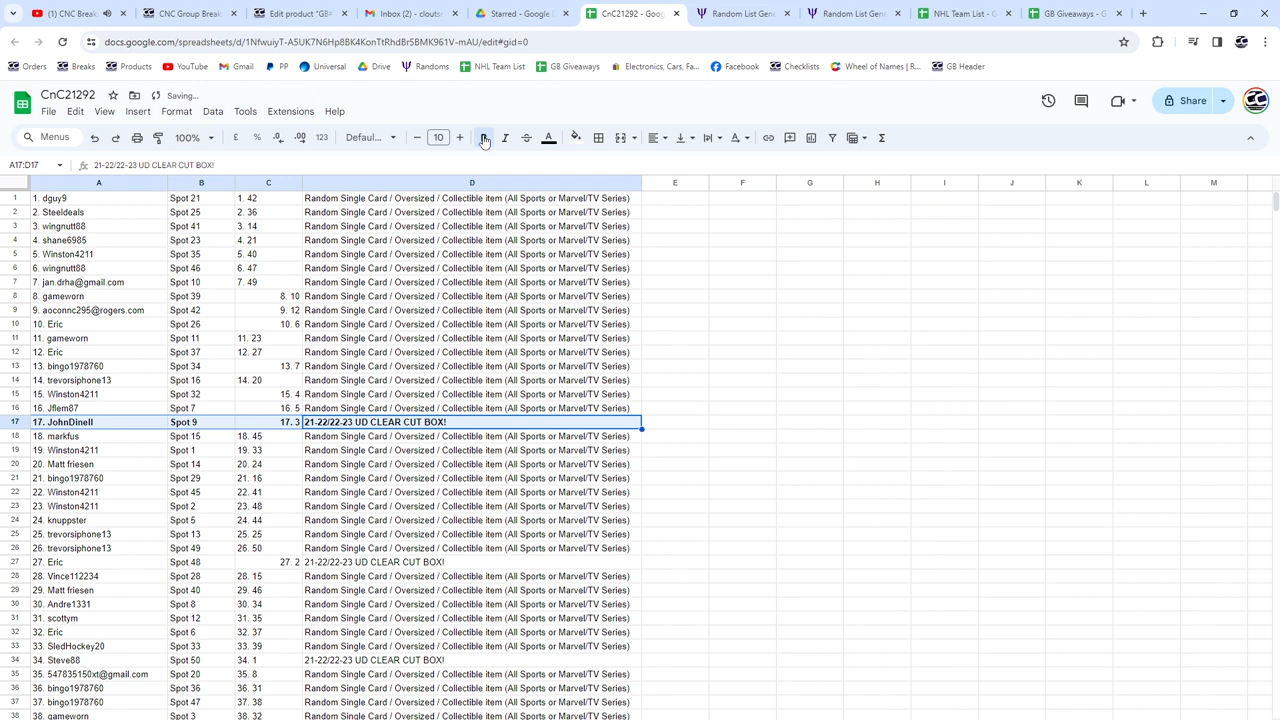 (1) CNC Break
CNC Group Break
Edit product "GB
Inbox (2) - clout
Starred - Google
CnC21292 - Goo
Random List
Random List Gen
NHL Team List - G
GB Giveaways - G
docs.google.com/spreadsheets/d/1NfwuiyT-A5UK7N6Hp8BK4KonTtRhdBr5BMK961V-mAU/edit#gid=0
Orders Breaks Products YouTube Gmail PP Universal Drive Randoms NHL Team List GB Giveaways Electronics, Cars, Fa... Facebook Checklists Wheel of Names | R... GB Header
CnC21292 Saving...
File Edit View Insert Format Data Tools Extensions Help
Share
Menus 100% £ % .0 .00 123 Defaul... 10
A17:D17 21-22/22-23 UD CLEAR CUT BOX!
A B C D E F G H I J K L M
1 1. dguy9 Spot 21 1. 42 Random Single Card / Oversized / Collectible item (All Sports or Marvel/TV Series)
2 2. Steeldeals Spot 25 2. 36 Random Single Card / Oversized / Collectible item (All Sports or Marvel/TV Series)
3 3. wingnutt88 Spot 41 3. 14 Random Single Card / Oversized / Collectible item (All Sports or Marvel/TV Series)
4 4. shane6985 Spot 23 4. 21 Random Single Card / Oversized / Collectible item (All Sports or Marvel/TV Series)
5 5. Winston4211 Spot 35 5. 40 Random Single Card / Oversized / Collectible item (All Sports or Marvel/TV Series)
6 6. wingnutt88 Spot 46 6. 47 Random Single Card / Oversized / Collectible item (All Sports or Marvel/TV Series)
7 7. jan.drha@gmail.com Spot 10 7. 49 Random Single Card / Oversized / Collectible item (All Sports or Marvel/TV Series)
8 8. gameworn Spot 39 8. 10 Random Single Card / Oversized / Collectible item (All Sports or Marvel/TV Series)
9 9. aoconnc295@rogers.com Spot 42 9. 12 Random Single Card / Oversized / Collectible item (All Sports or Marvel/TV Series)
10 10. Eric Spot 26 10. 6 Random Single Card / Oversized / Collectible item (All Sports or Marvel/TV Series)
11 11. gameworn Spot 11 11. 23 Random Single Card / Oversized / Collectible item (All Sports or Marvel/TV Series)
12 12. Eric Spot 37 12. 27 Random Single Card / Oversized / Collectible item (All Sports or Marvel/TV Series)
13 13. bingo1978760 Spot 34 13. 7 Random Single Card / Oversized / Collectible item (All Sports or Marvel/TV Series)
14 14. trevorsiphone13 Spot 16 14. 20 Random Single Card / Oversized / Collectible item (All Sports or Marvel/TV Series)
15 15. Winston4211 Spot 32 15. 4 Random Single Card / Oversized / Collectible item (All Sports or Marvel/TV Series)
16 16. Jflem87 Spot 7 16. 5 Random Single Card / Oversized / Collectible item (All Sports or Marvel/TV Series)
17 17. JohnDinell Spot 9 17. 3 21-22/22-23 UD CLEAR CUT BOX!
18 18. markfus Spot 15 18. 45 Random Single Card / Oversized / Collectible item (All Sports or Marvel/TV Series)
19 19. Winston4211 Spot 17 19. 33 Random Single Card / Oversized / Collectible item (All Sports or Marvel/TV Series)
20 20. Matt friesen Spot 14 20. 24 Random Single Card / Oversized / Collectible item (All Sports or Marvel/TV Series)
21 21. bingo1978760 Spot 29 21. 16 Random Single Card / Oversized / Collectible item (All Sports or Marvel/TV Series)
22 22. Winston4211 Spot 45 22. 41 Random Single Card / Oversized / Collectible item (All Sports or Marvel/TV Series)
23 23. Winston4211 Spot 2 23. 48 Random Single Card / Oversized / Collectible item (All Sports or Marvel/TV Series)
24 24. knuppster Spot 5 24. 44 Random Single Card / Oversized / Collectible item (All Sports or Marvel/TV Series)
25 25. trevorsiphone13 Spot 13 25. 25 Random Single Card / Oversized / Collectible item (All Sports or Marvel/TV Series)
26 26. trevorsiphone13 Spot 49 26. 50 Random Single Card / Oversized / Collectible item (All Sports or Marvel/TV Series)
27 27. Eric Spot 48 27. 2 21-22/22-23 UD CLEAR CUT BOX!
28 28. Vince112234 Spot 28 28. 15 Random Single Card / Oversized / Collectible item (All Sports or Marvel/TV Series)
29 29. Matt friesen Spot 40 29. 46 Random Single Card / Oversized / Collectible item (All Sports or Marvel/TV Series)
30 30. Andre1331 Spot 8 30. 34 Random Single Card / Oversized / Collectible item (All Sports or Marvel/TV Series)
31 31. scottym Spot 12 31. 35 Random Single Card / Oversized / Collectible item (All Sports or Marvel/TV Series)
32 32. Eric Spot 6 32. 37 Random Single Card / Oversized / Collectible item (All Sports or Marvel/TV Series)
33 33. SledHockey20 Spot 33 33. 39 Random Single Card / Oversized / Collectible item (All Sports or Marvel/TV Series)
34 34. Steve88 Spot 50 34. 1 21-22/22-23 UD CLEAR CUT BOX!
35 35. 547835150xt@gmail.com Spot 20 35. 8 Random Single Card / Oversized / Collectible item (All Sports or Marvel/TV Series)
36 36. bingo1978760 Spot 36 36. 31 Random Single Card / Oversized / Collectible item (All Sports or Marvel/TV Series)
37 37. bingo1978760 Spot 47 37. 38 Random Single Card / Oversized / Collectible item (All Sports or Marvel/TV Series)
38 38. gameworn Spot 3 38. 32 Random Single Card / Oversized / Collectible item (All Sports or Marvel/TV Series)